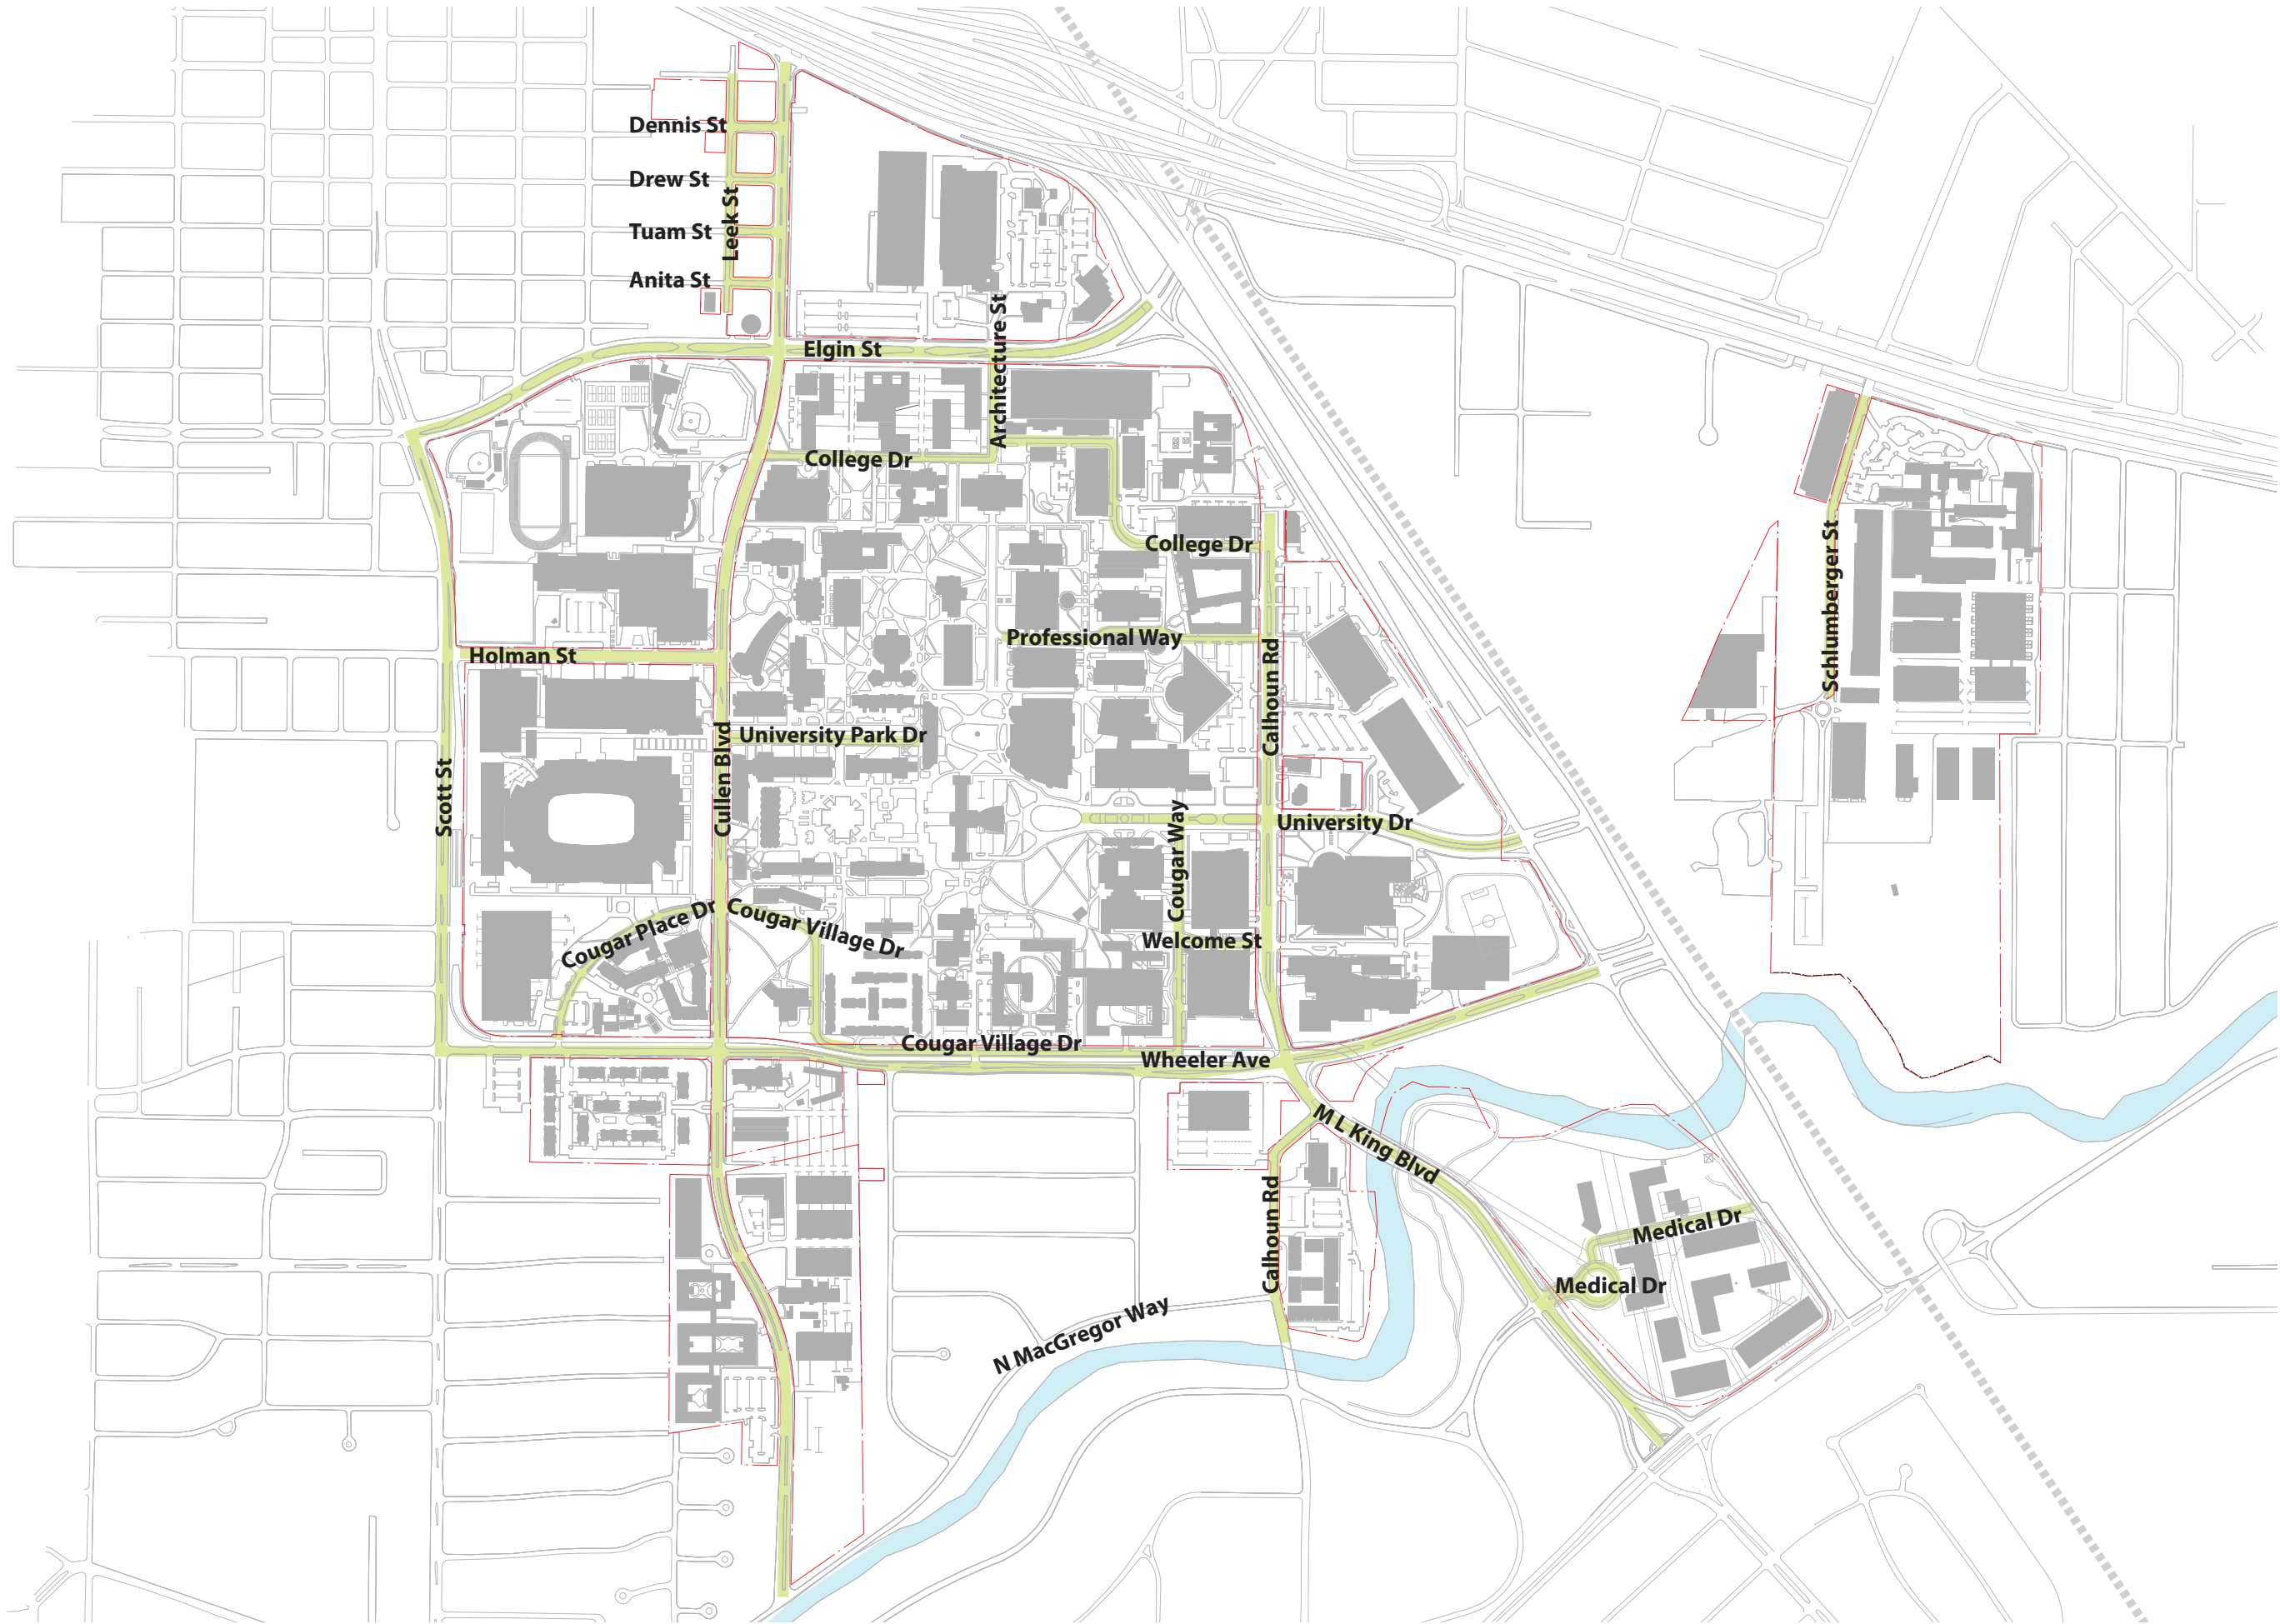 Dennis St
Drew St
Leek St
Tuam St
Anita St
Elgin St
Architecture St
College Dr
College Dr
Schlumberger St
Professional Way
Holman St
Calhoun Rd
University Park Dr
Cullen Blvd
Scott St
University Dr
Cougar Way
Cougar Place Dr
Cougar Village Dr
Welcome St
Cougar Village Dr
Wheeler Ave
M L King Blvd
Calhoun Rd
Medical Dr
Medical Dr
N MacGregor Way